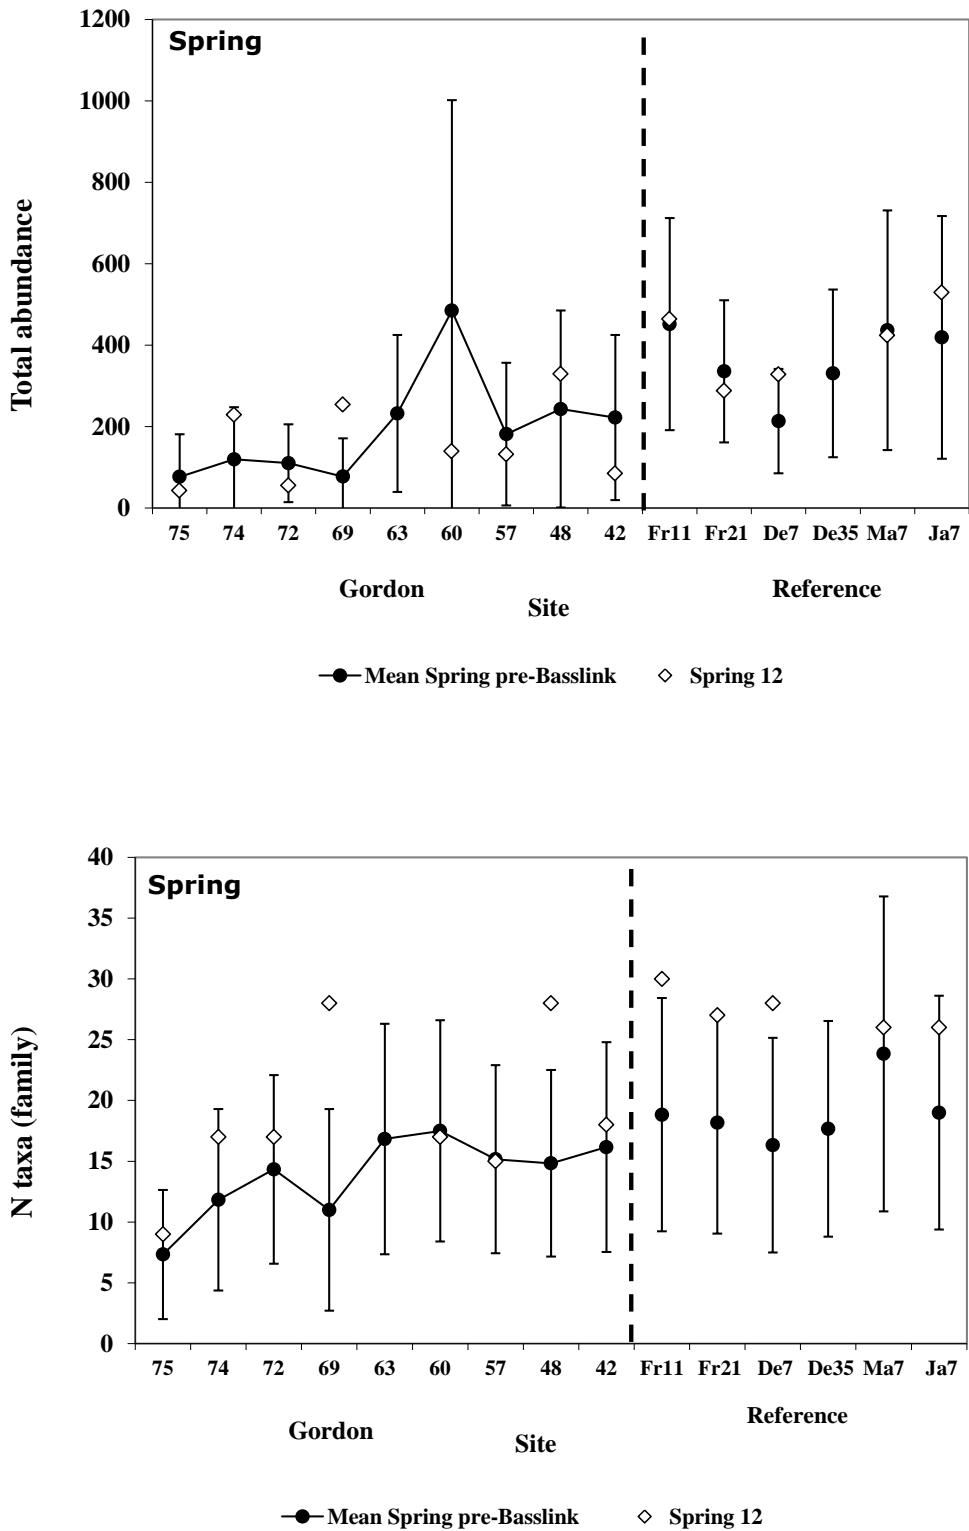 Spring
1200
1000
800
600
400
200
0
Total abundance
75 74 72 69 63 60 57 48 42 Fr11 Fr21 De7 De35 Ma7 Ja7
Gordon Reference
Site
Mean Spring pre-Basslink Spring 12
Spring
40
35
30
25
20
15
10
5
0
N taxa (family)
75 74 72 69 63 60 57 48 42 Fr11 Fr21 De7 De35 Ma7 Ja7
Reference
Gordon
Site
Mean Spring pre-Basslink Spring 12